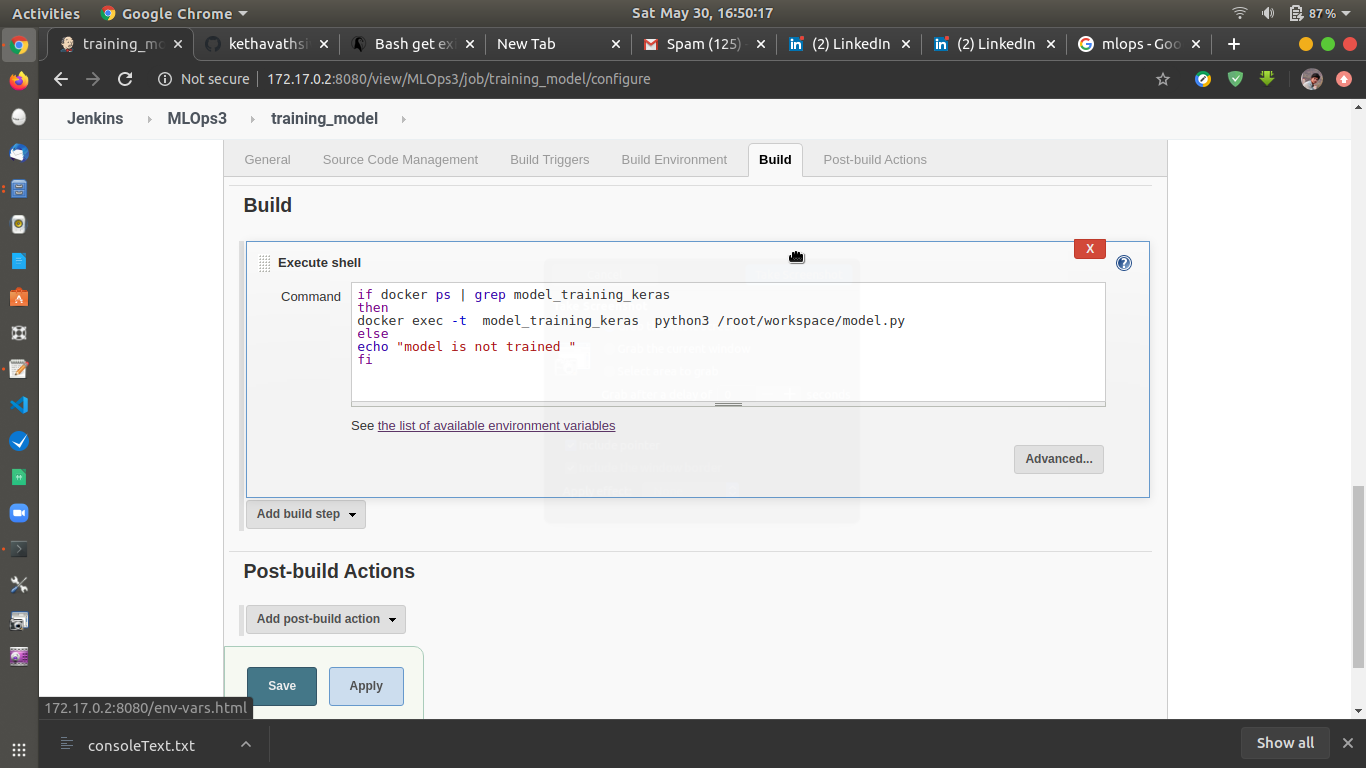 Activities
Google Chrome
Sat May 30, 16:50:17
87%
training_mo
kethavathsi
Bash get exi
New Tab
Spam (125)
(2) LinkedIn
(2) LinkedIn
mlops - Goo
Not secure
172.17.0.2:8080/view/MLOps3/job/training_model/configure
Jenkins
MLOps3
training_model
General
Source Code Management
Build Triggers
Build Environment
Build
Post-build Actions
Build
X
Execute shell
Command
if docker ps | grep model_training_keras
then
docker exec -t  model_training_keras  python3 /root/workspace/model.py
else
echo "model is not trained "
fi
See the list of available environment variables
Advanced...
Add build step
Post-build Actions
Add post-build action
Save
Apply
172.17.0.2:8080/env-vars.html
consoleText.txt
Show all